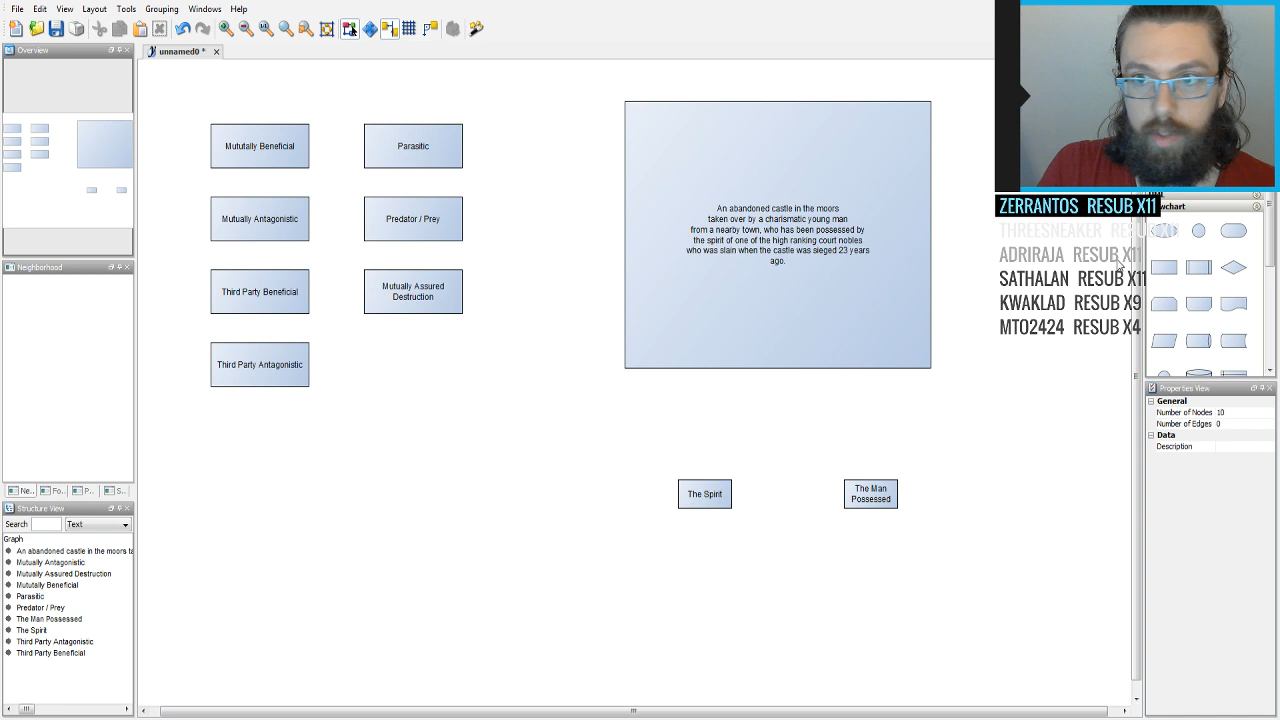 File Edit View Layout Tools Grouping Windows Help
Overview
unnamed0 *
Mututally Beneficial
Parasitic
Mutually Antagonistic
Predator / Prey
Third Party Beneficial
Mutually Assured
Destruction
Third Party Antagonistic
An abandoned castle in the moors
taken over by a charismatic young man
from a nearby town, who has been possessed by
the spirit of one of the high ranking court nobles
who was slain when the castle was sieged 23 years
ago.
The Spirit
The Man
Possessed
ZERRANTOS RESUB X11
THREESNEAKER RESUB
ADRIRAJA RESUB X11
SATHALAN RESUB X11
KWAKLAD RESUB X9
MTO2424 RESUB X4
wchart
Neighborhood
Ne.. Fo.. P.. S..
Structure View
Search Text
Graph
An abandoned castle in the moors ta
Mutually Antagonistic
Mutually Assured Destruction
Mututally Beneficial
Parasitic
Predator / Prey
The Man Possessed
The Spirit
Third Party Antagonistic
Third Party Beneficial
Properties View
General
Number of Nodes 10
Number of Edges 0
Data
Description